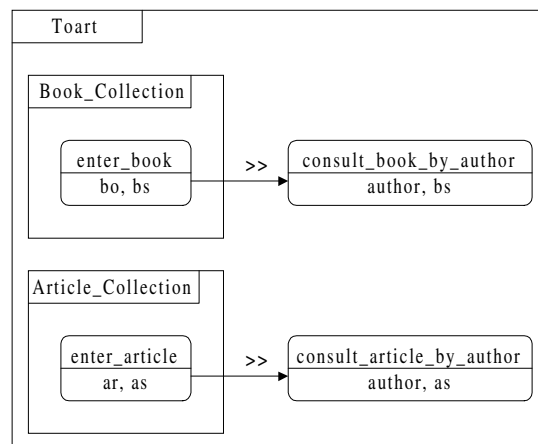 Toart
Book_Collection
enter_book
bo, bs
>>
consult_book_by_author
author, bs
Article_Collection
enter_article
ar, as
>>
consult_article_by_author
author, as